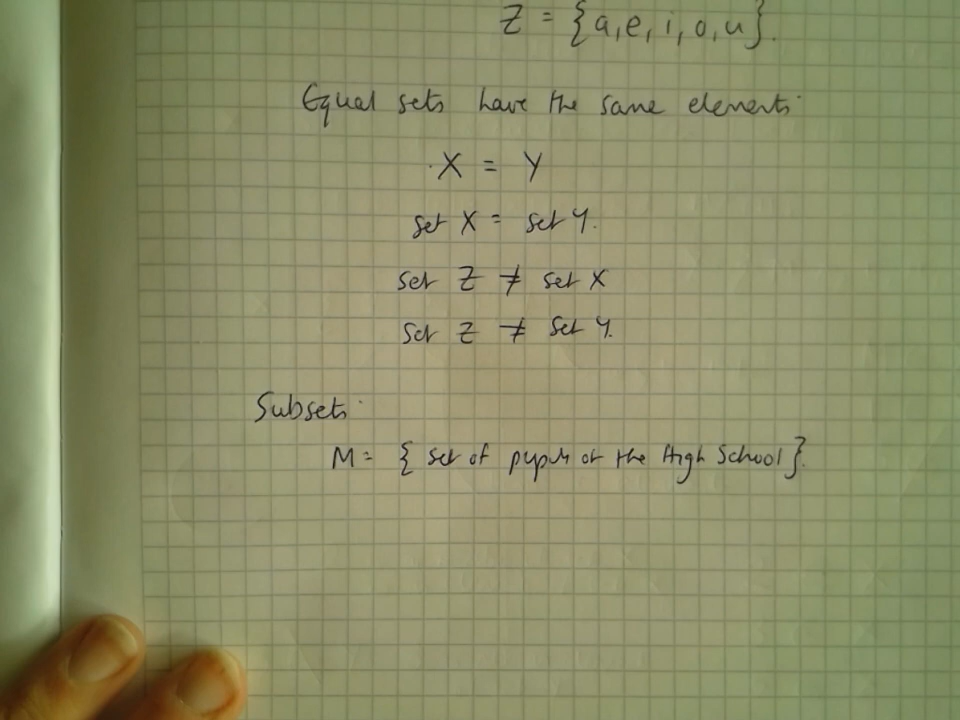 Z = {a, e, i, o, u}.
Equal sets have the same elements.
X = Y
set X = set Y.
set Z ≠ set X
set Z ≠ set Y.
Subsets.
M = { set of pupils at the High School }.